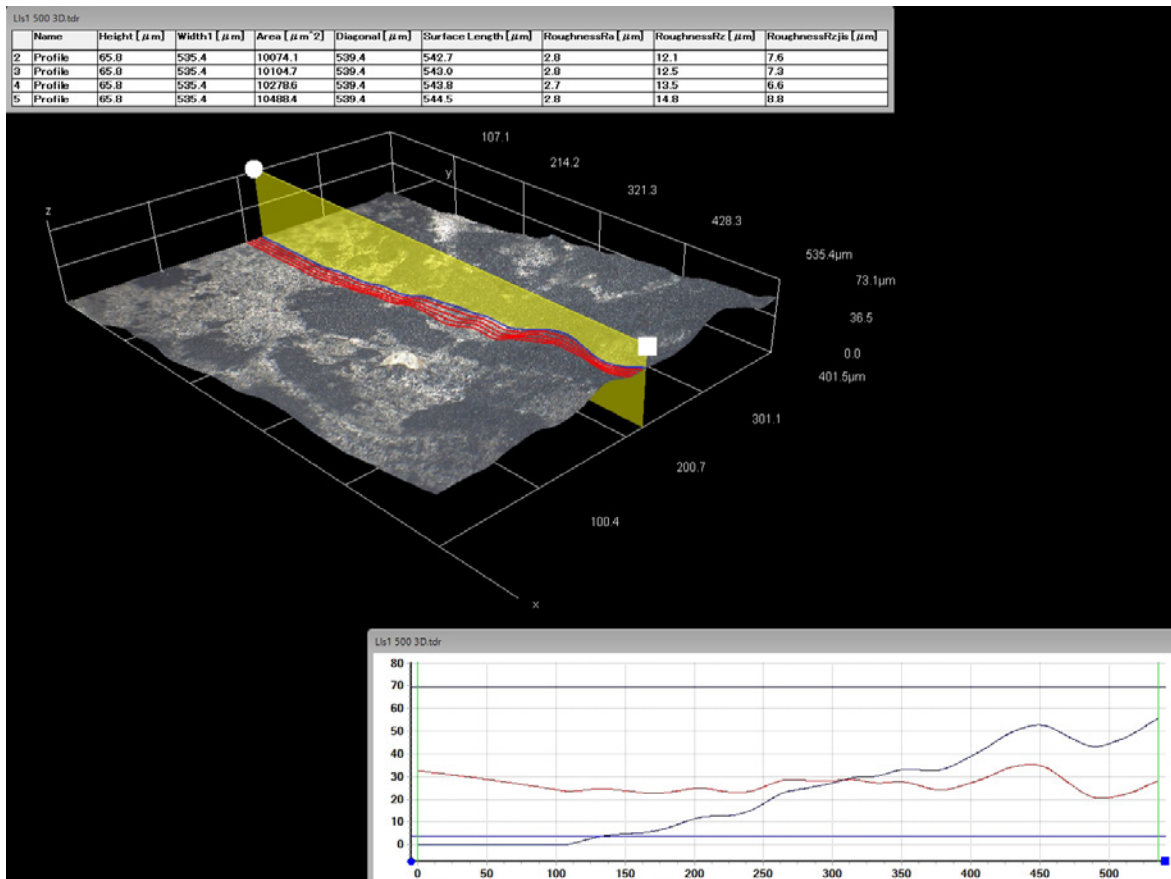 Lls1 500 3D.tdr
Name Height [μm] Width1 [μm] Area [μm^2] Diagonal [μm] Surface Length [μm] RoughnessRa [μm] RoughnessRz [μm] RoughnessRzjis [μm]
2 Profile 65.8 535.4 10074.1 539.4 542.7 2.8 12.1 7.6
3 Profile 65.8 535.4 10104.7 539.4 543.0 2.8 12.5 7.3
4 Profile 65.8 535.4 10278.6 539.4 543.8 2.7 13.5 6.6
5 Profile 65.8 535.4 10488.4 539.4 544.5 2.8 14.8 8.8
107.1
214.2
y
321.3
z
428.3
535.4μm
73.1μm
36.5
0.0
401.5μm
301.1
200.7
100.4
x
Lls1 500 3D.tdr
80
70
60
50
40
30
20
10
0
0 50 100 150 200 250 300 350 400 450 500